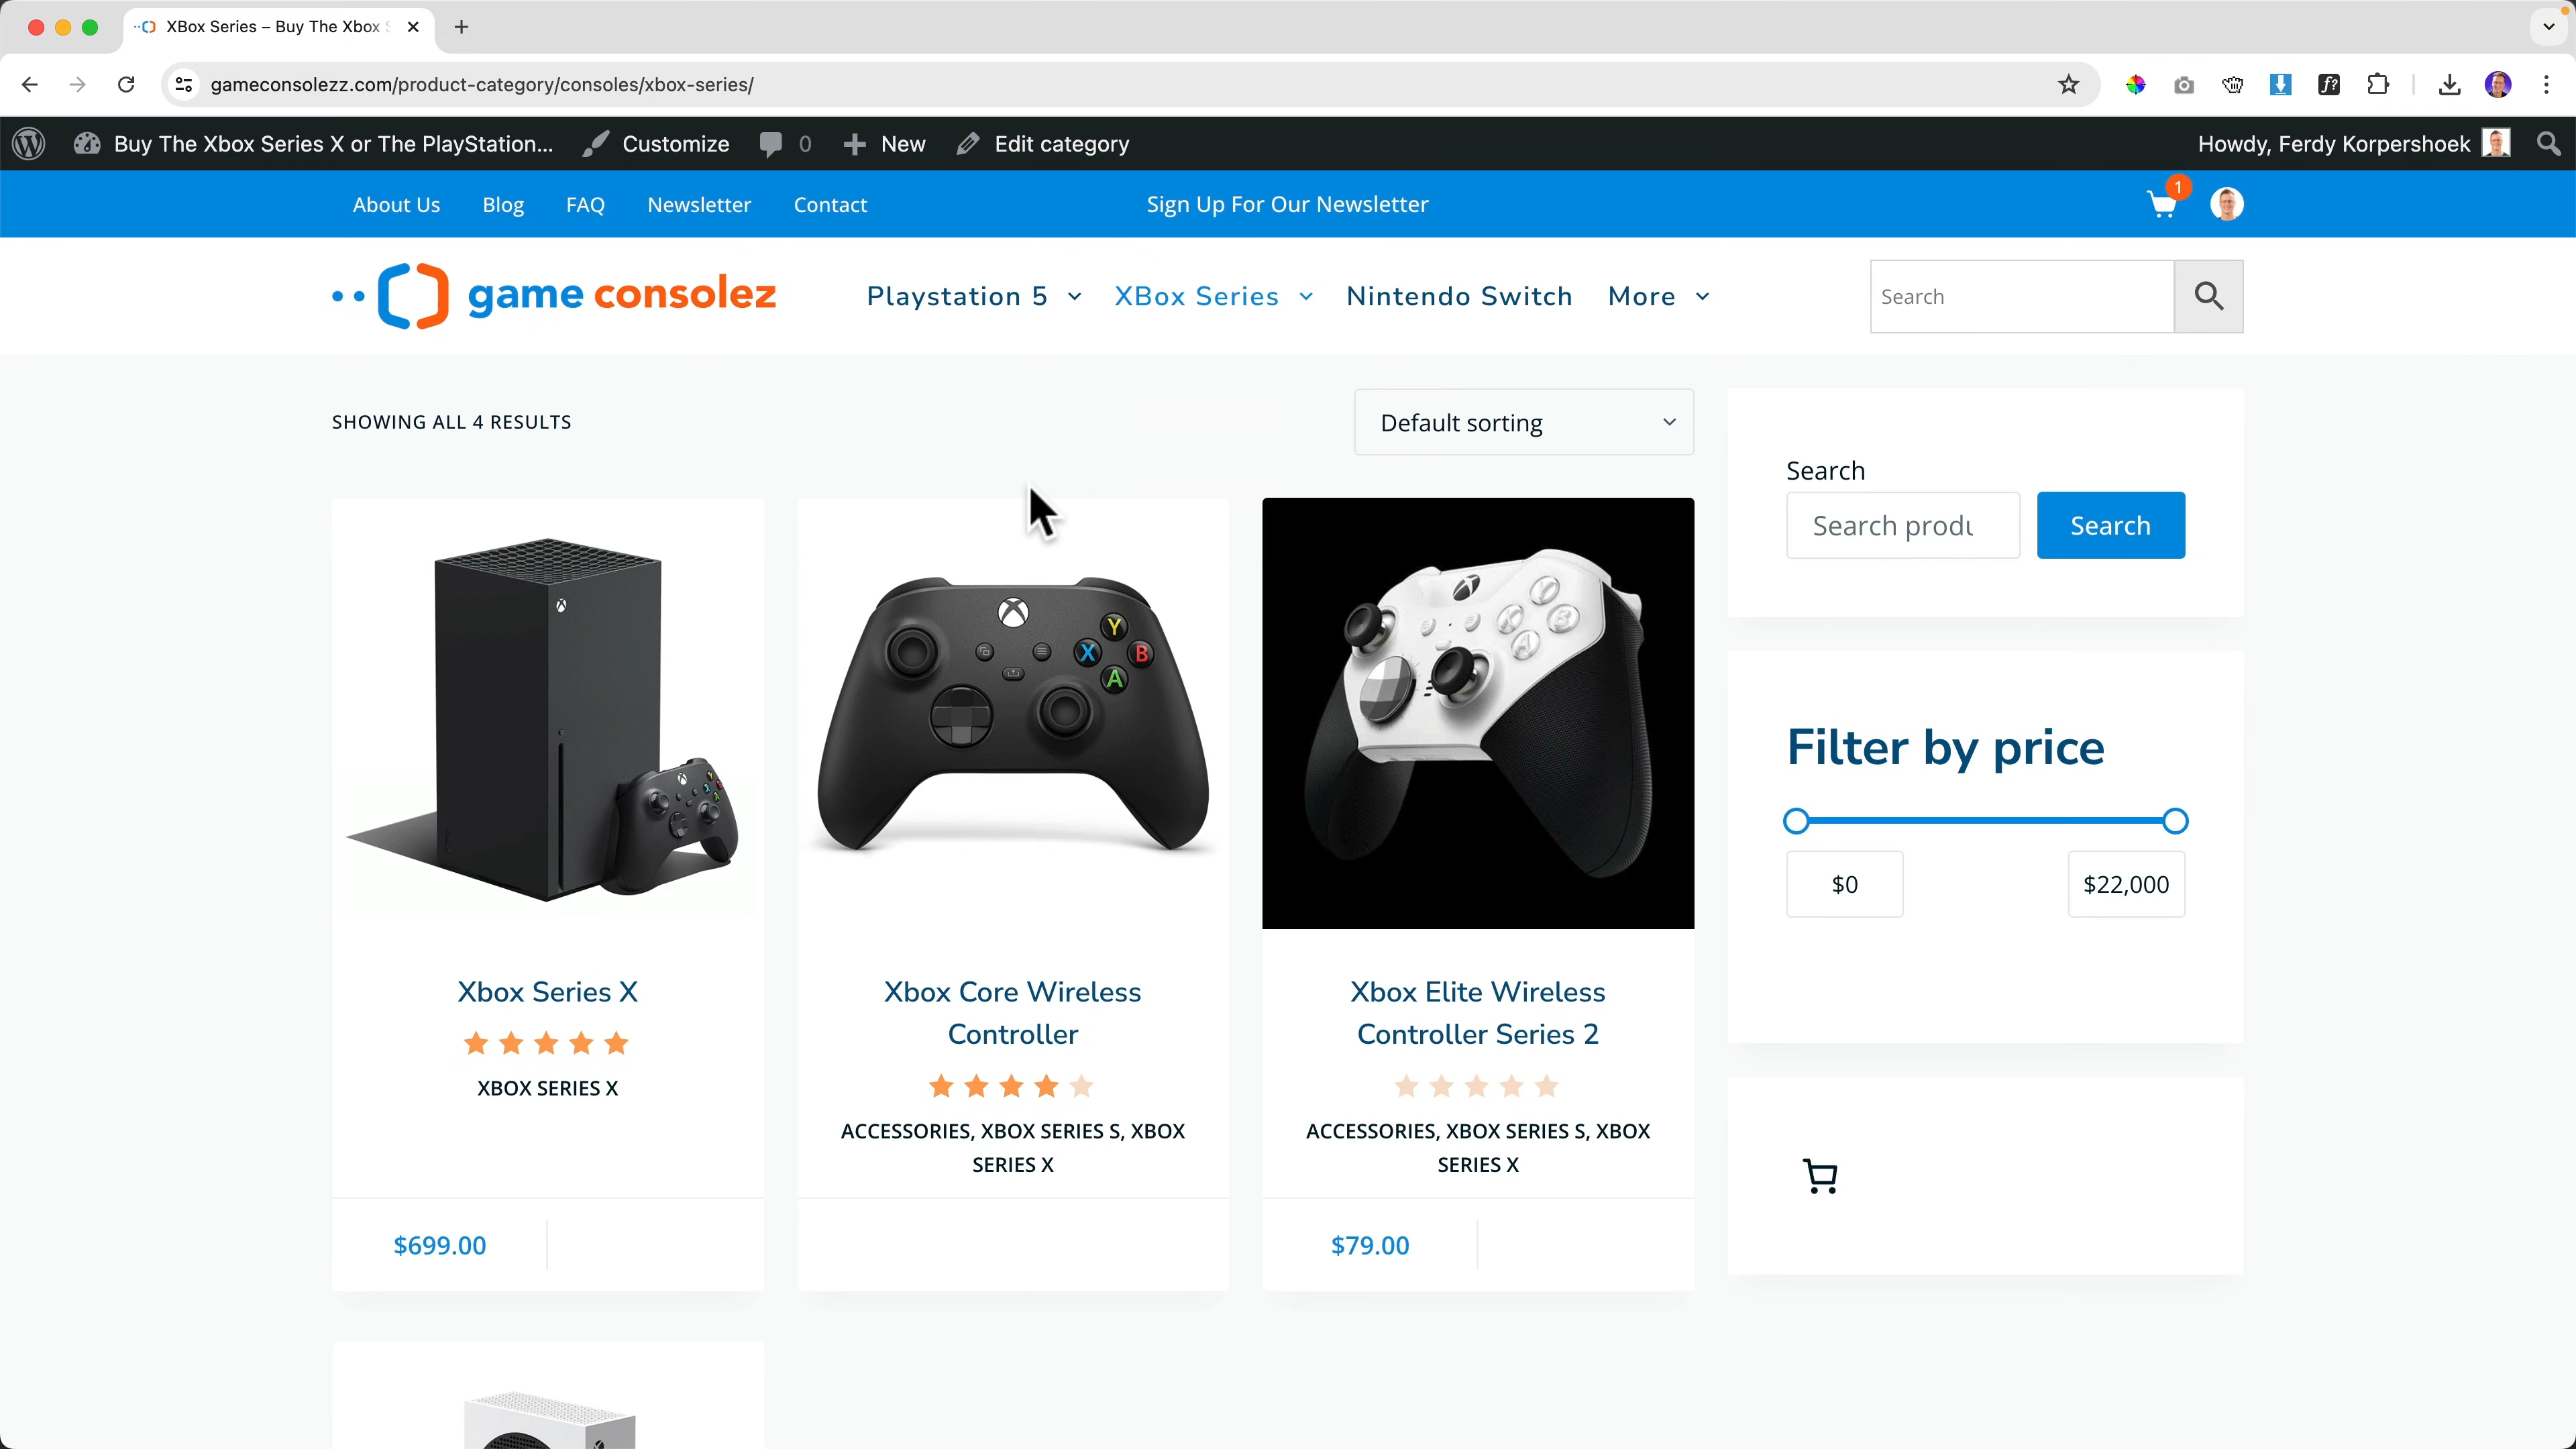 XBox Series – Buy The Xbox
gameconsolezz.com/product-category/consoles/xbox-series/
Buy The Xbox Series X or The PlayStation...
Customize
0
New
Edit category
Howdy, Ferdy Korpershoek
About Us
Blog
FAQ
Newsletter
Contact
Sign Up For Our Newsletter
1
game consolez
Playstation 5
XBox Series
Nintendo Switch
More
Search
SHOWING ALL 4 RESULTS
Default sorting
Search
Search produ
Search
Y
X
B
A
Y
X
B
A
Filter by price
$0
$22,000
Xbox Series X
XBOX SERIES X
$699.00
Xbox Core Wireless
Controller
ACCESSORIES, XBOX SERIES S, XBOX
SERIES X
Xbox Elite Wireless
Controller Series 2
ACCESSORIES, XBOX SERIES S, XBOX
SERIES X
$79.00